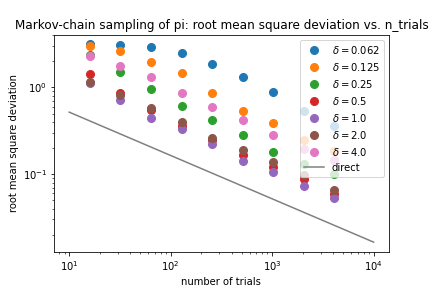 Markov-chain sampling of pi: root mean square deviation vs. n_trials
root mean square deviation
10⁰
10⁻¹
δ = 0.062
δ = 0.125
δ = 0.25
δ = 0.5
δ = 1.0
δ = 2.0
δ = 4.0
direct
10¹
10²
10³
10⁴
number of trials